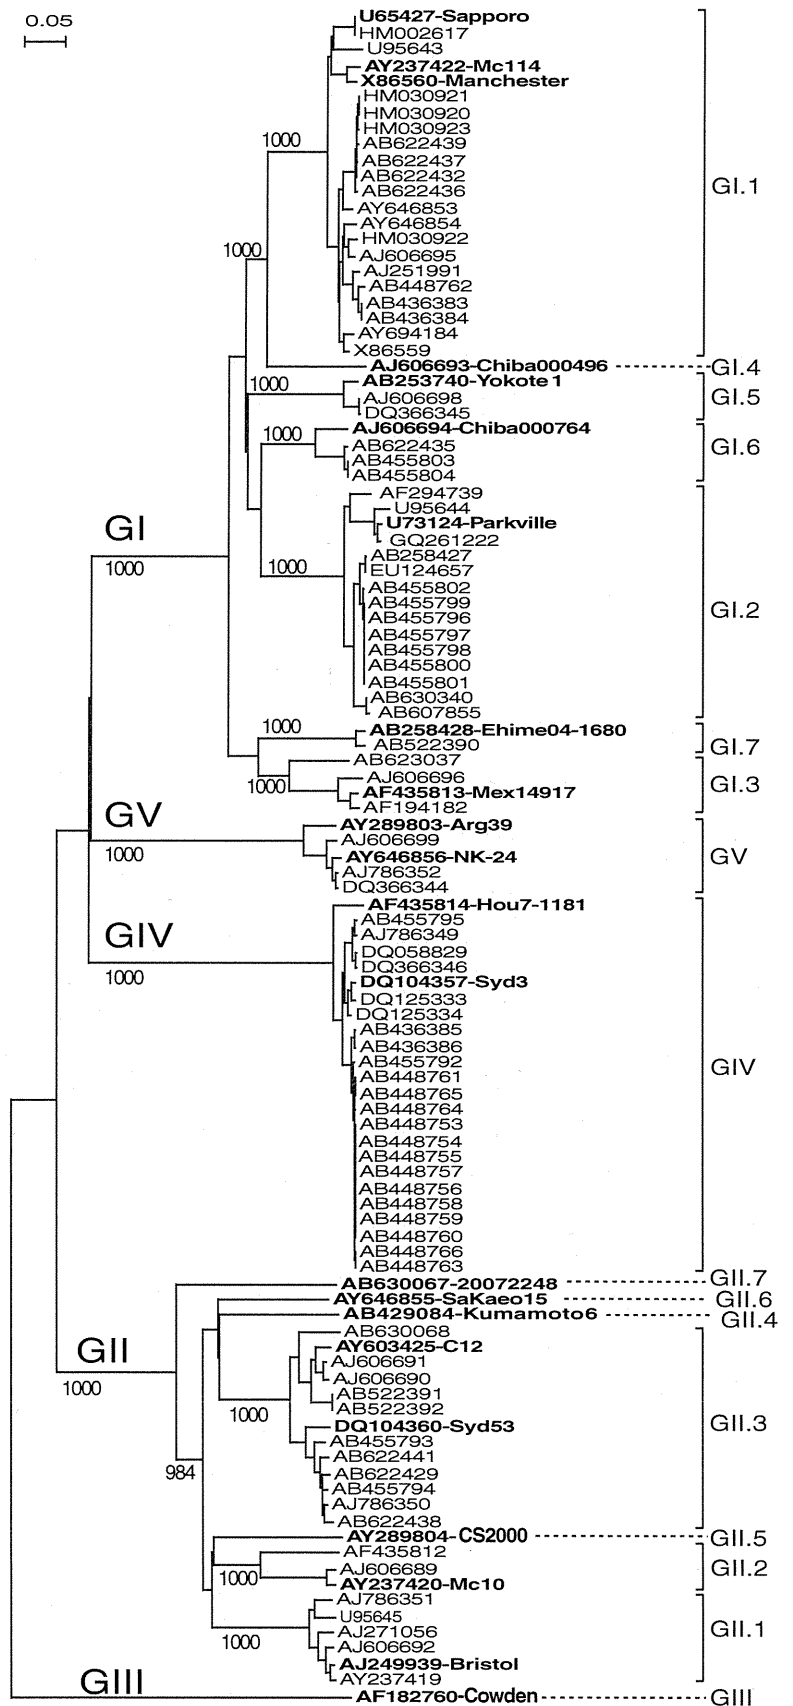 0.05
U65427-Sapporo
HM002617
U95643
AY237422-Mc114
X86560-Manchester
HM030921
HM030920
HM030923
1000
AB622439
AB622437
AB622432
AB622436
GI.1
AY646853
AY646854
HM030922
1000
AJ606695
AJ251991
AB448762
AB436383
AB436384
AY694184
X86559
AJ606693-Chiba000496
GI.4
AB253740-Yokote1
1000
AJ606698
GI.5
DQ366345
AJ606694-Chiba000764
1000
AB622435
GI.6
AB455803
AB455804
AF294739
U95644
U73124-Parkville
GI
GQ261222
AB258427
1000
1000
EU124657
AB455802
AB455799
GI.2
AB455796
AB455797
AB455798
AB455800
AB455801
AB630340
AB607855
1000
AB258428-Ehime04-1680
AB522390
GI.7
AB623037
AJ606696
1000
GI.3
AF435813-Mex14917
AF194182
GV
AY289803-Arg39
AJ606699
1000
AY646856-NK-24
GV
AJ786352
DQ366344
AF435814-Hou7-1181
AB455795
GIV
AJ786349
DQ058829
DQ366346
1000
DQ104357-Syd3
DQ125333
DQ125334
AB436385
AB436386
AB455792
GIV
AB448761
AB448765
AB448764
AB448753
AB448754
AB448755
AB448757
AB448756
AB448758
AB448759
AB448760
AB448766
AB448763
AB630067-20072248
GII.7
AY646855-SaKaeo15
GII.6
AB429084-Kumamoto6
GII.4
AB630068
AY603425-C12
GII
AJ606691
AJ606690
1000
AB522391
AB522392
1000
DQ104360-Syd53
GII.3
AB455793
AB622441
984
AB622429
AB455794
AJ786350
AB622438
AY289804-CS2000
GII.5
AF435812
AJ606689
GII.2
1000
AY237420-Mc10
AJ786351
U95645
AJ271056
GII.1
1000
AJ606692
AJ249939-Bristol
AY237419
GIII
AF182760-Cowden
GIII